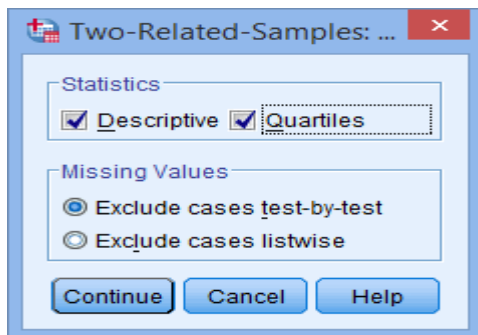 Two-Related-Samples: ...
Statistics
Descriptive Quartiles
Missing Values
Exclude cases test-by-test
Exclude cases listwise
Continue Cancel Help